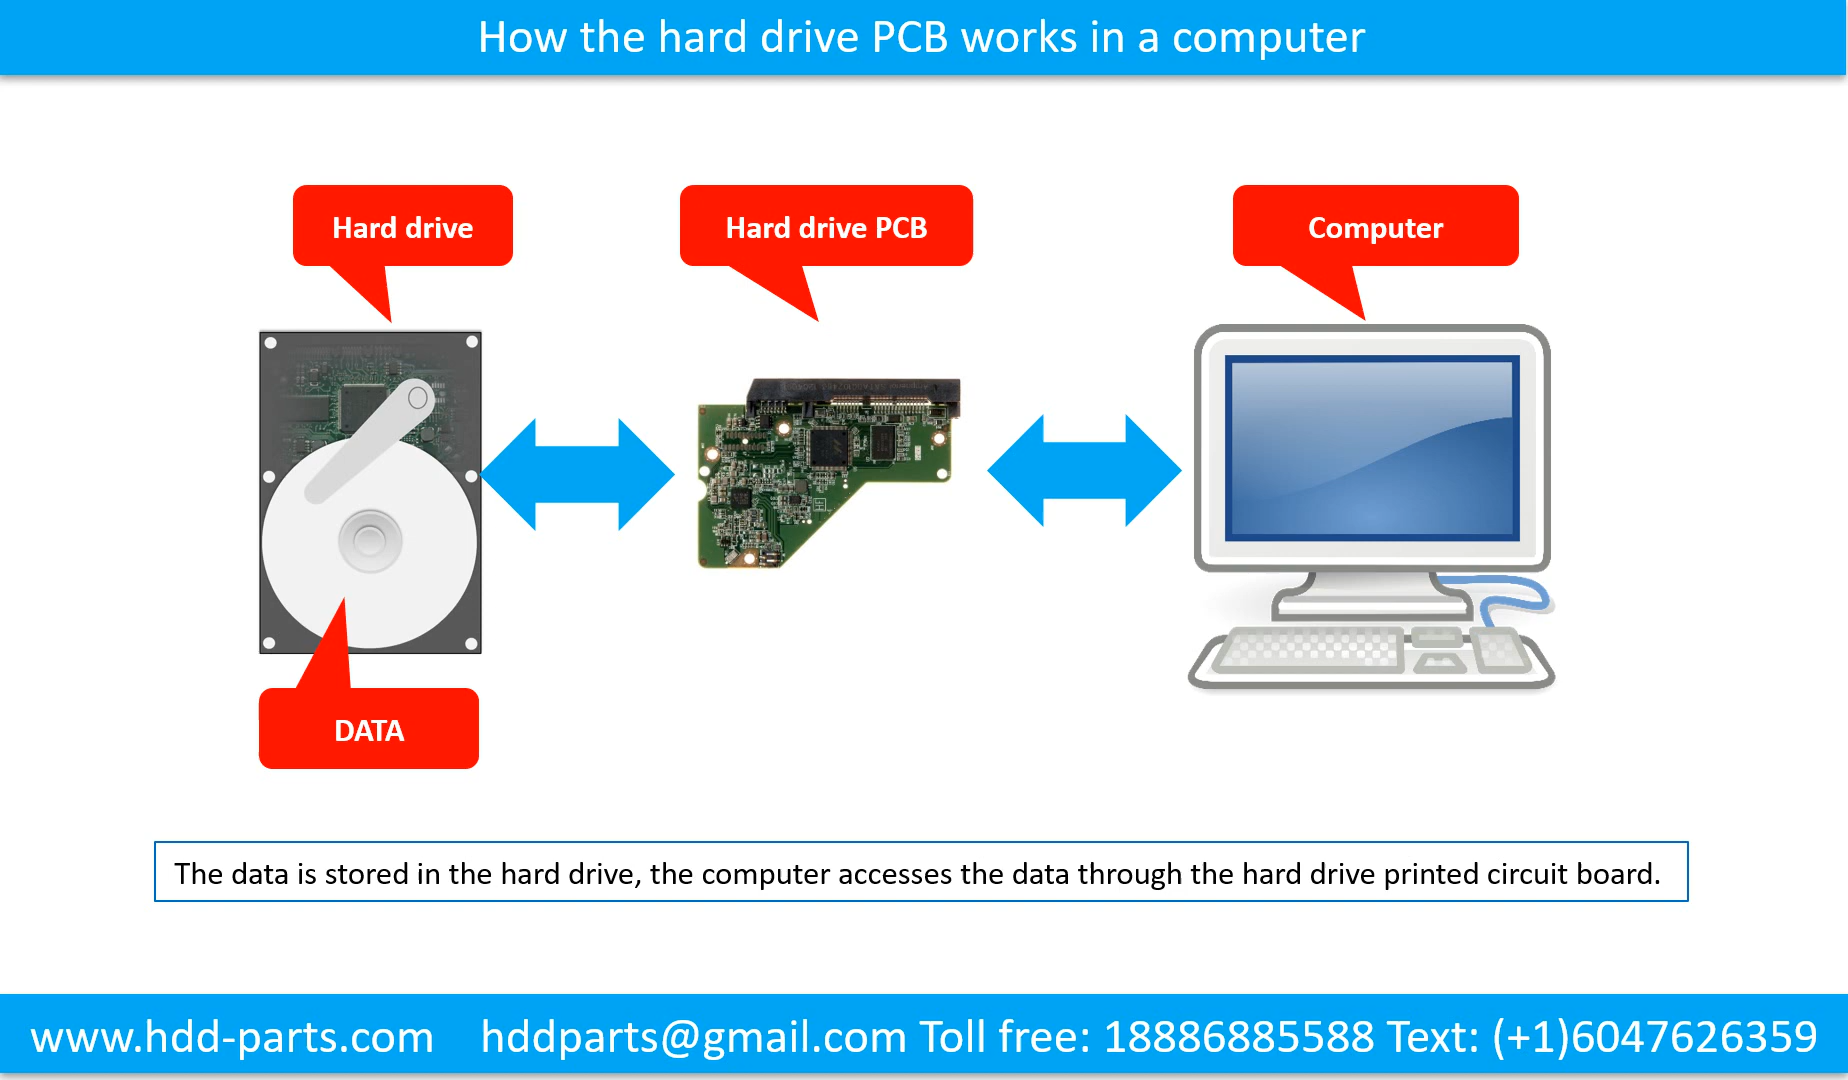 How the hard drive PCB works in a computer
Hard drive
Hard drive PCB
Computer
DATA
The data is stored in the hard drive, the computer accesses the data through the hard drive printed circuit board.
www.hdd-parts.com hddparts@gmail.com Toll free: 18886885588 Text: (+1)6047626359